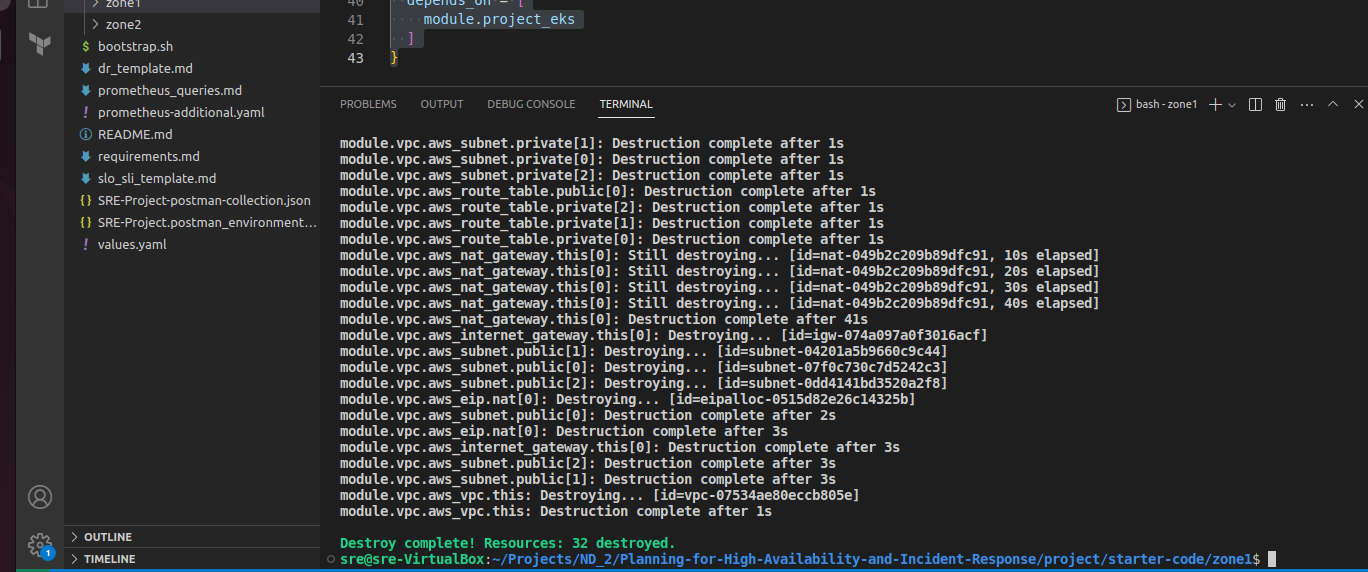 zone1
zone2
bootstrap.sh
dr_template.md
prometheus_queries.md
prometheus-additional.yaml
README.md
requirements.md
slo_sli_template.md
SRE-Project-postman-collection.json
SRE-Project.postman_environment...
values.yaml
OUTLINE
TIMELINE
1
40 depends_on = [
41 module.project_eks
42 ]
43 }
PROBLEMS OUTPUT DEBUG CONSOLE TERMINAL bash - zone1
module.vpc.aws_subnet.private[1]: Destruction complete after 1s
module.vpc.aws_subnet.private[0]: Destruction complete after 1s
module.vpc.aws_subnet.private[2]: Destruction complete after 1s
module.vpc.aws_route_table.public[0]: Destruction complete after 1s
module.vpc.aws_route_table.private[2]: Destruction complete after 1s
module.vpc.aws_route_table.private[1]: Destruction complete after 1s
module.vpc.aws_route_table.private[0]: Destruction complete after 1s
module.vpc.aws_nat_gateway.this[0]: Still destroying... [id=nat-049b2c209b89dfc91, 10s elapsed]
module.vpc.aws_nat_gateway.this[0]: Still destroying... [id=nat-049b2c209b89dfc91, 20s elapsed]
module.vpc.aws_nat_gateway.this[0]: Still destroying... [id=nat-049b2c209b89dfc91, 30s elapsed]
module.vpc.aws_nat_gateway.this[0]: Still destroying... [id=nat-049b2c209b89dfc91, 40s elapsed]
module.vpc.aws_nat_gateway.this[0]: Destruction complete after 41s
module.vpc.aws_internet_gateway.this[0]: Destroying... [id=igw-074a097a0f3016acf]
module.vpc.aws_subnet.public[1]: Destroying... [id=subnet-04201a5b9660c9c44]
module.vpc.aws_subnet.public[0]: Destroying... [id=subnet-07f0c730c7d5242c3]
module.vpc.aws_subnet.public[2]: Destroying... [id=subnet-0dd4141bd3520a2f8]
module.vpc.aws_eip.nat[0]: Destroying... [id=eipalloc-0515d82e26c14325b]
module.vpc.aws_subnet.public[0]: Destruction complete after 2s
module.vpc.aws_eip.nat[0]: Destruction complete after 3s
module.vpc.aws_internet_gateway.this[0]: Destruction complete after 3s
module.vpc.aws_subnet.public[2]: Destruction complete after 3s
module.vpc.aws_subnet.public[1]: Destruction complete after 3s
module.vpc.aws_vpc.this: Destroying... [id=vpc-07534ae80eccb805e]
module.vpc.aws_vpc.this: Destruction complete after 1s
Destroy complete! Resources: 32 destroyed.
sre@sre-VirtualBox:~/Projects/ND_2/Planning-for-High-Availability-and-Incident-Response/project/starter-code/zone1$